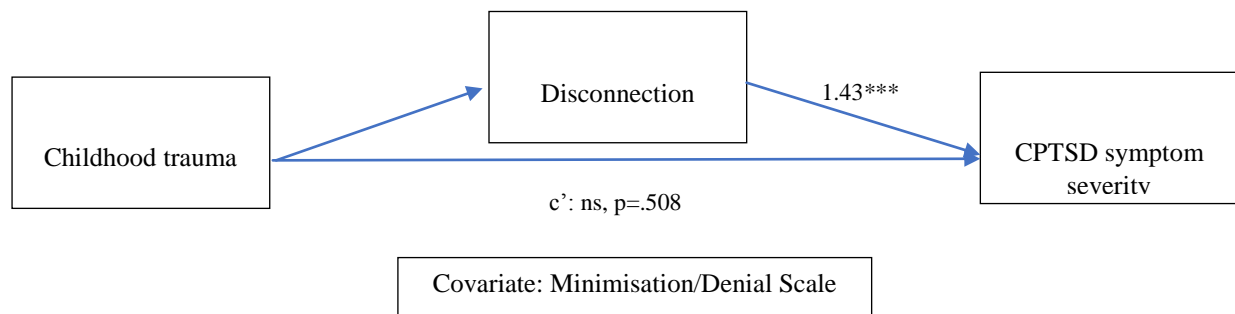 Disconnection
1.43***
Childhood trauma
CPTSD symptom
severity
c’: ns, p=.508
Covariate: Minimisation/Denial Scale